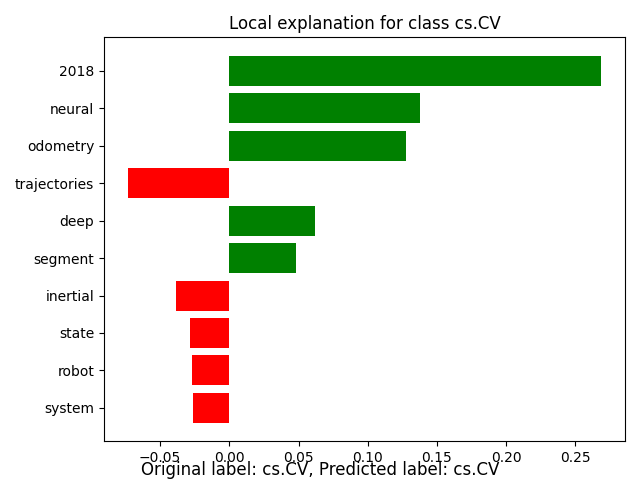 Local explanation for class cs.CV
2018
neural
odometry
trajectories
deep
segment
inertial
state
robot
system
−0.05 0.00 0.05 0.10 0.15 0.20 0.25
Original label: cs.CV, Predicted label: cs.CV